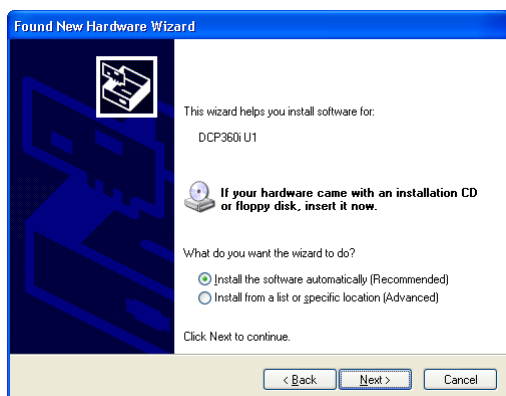 Found New Hardware Wizard
This wizard helps you install software for:
DCP360i U1
If your hardware came with an installation CD
or floppy disk, insert it now.
What do you want the wizard to do?
Install the software automatically (Recommended)
Install from a list or specific location (Advanced)
Click Next to continue.
< Back Next > Cancel